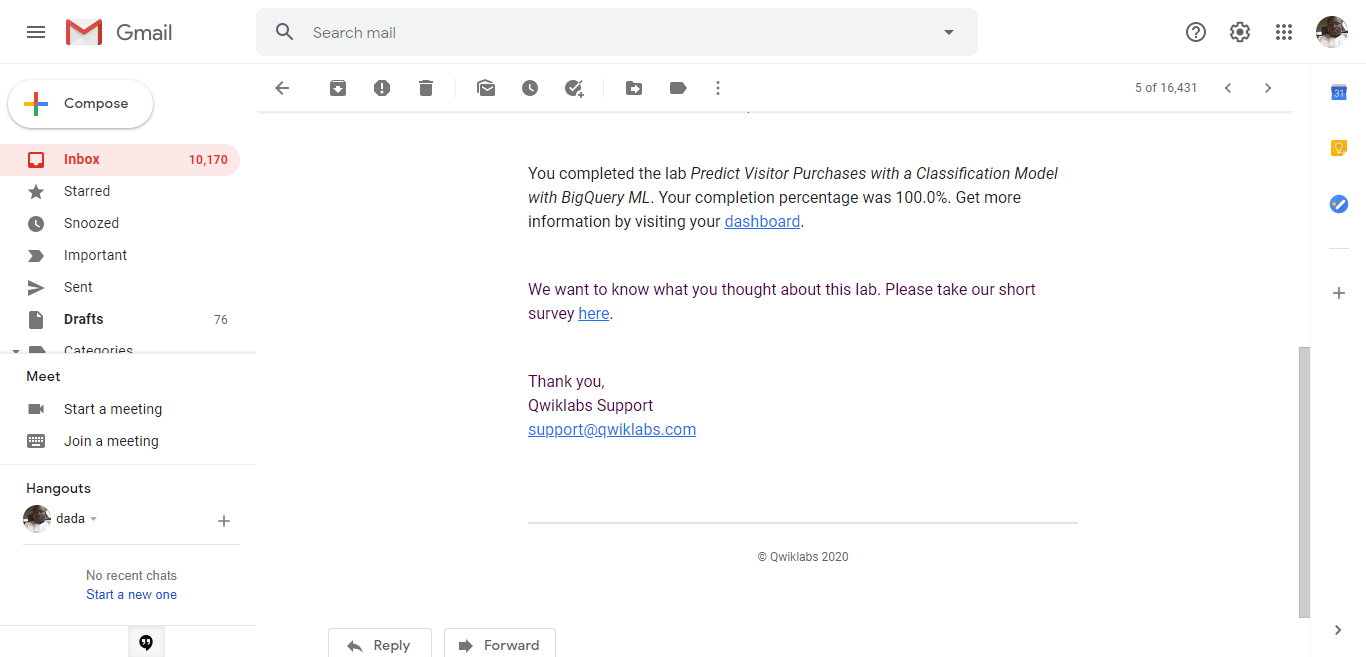 Gmail
Search mail
Compose
5 of 16,431
31
Inbox 10,170
Starred
Snoozed
Important
Sent
Drafts 76
Categories
Meet
Start a meeting
Join a meeting
Hangouts
dada
No recent chats
Start a new one
You completed the lab Predict Visitor Purchases with a Classification Model
with BigQuery ML. Your completion percentage was 100.0%. Get more
information by visiting your dashboard.
We want to know what you thought about this lab. Please take our short
survey here.
Thank you,
Qwiklabs Support
support@qwiklabs.com
© Qwiklabs 2020
Reply
Forward